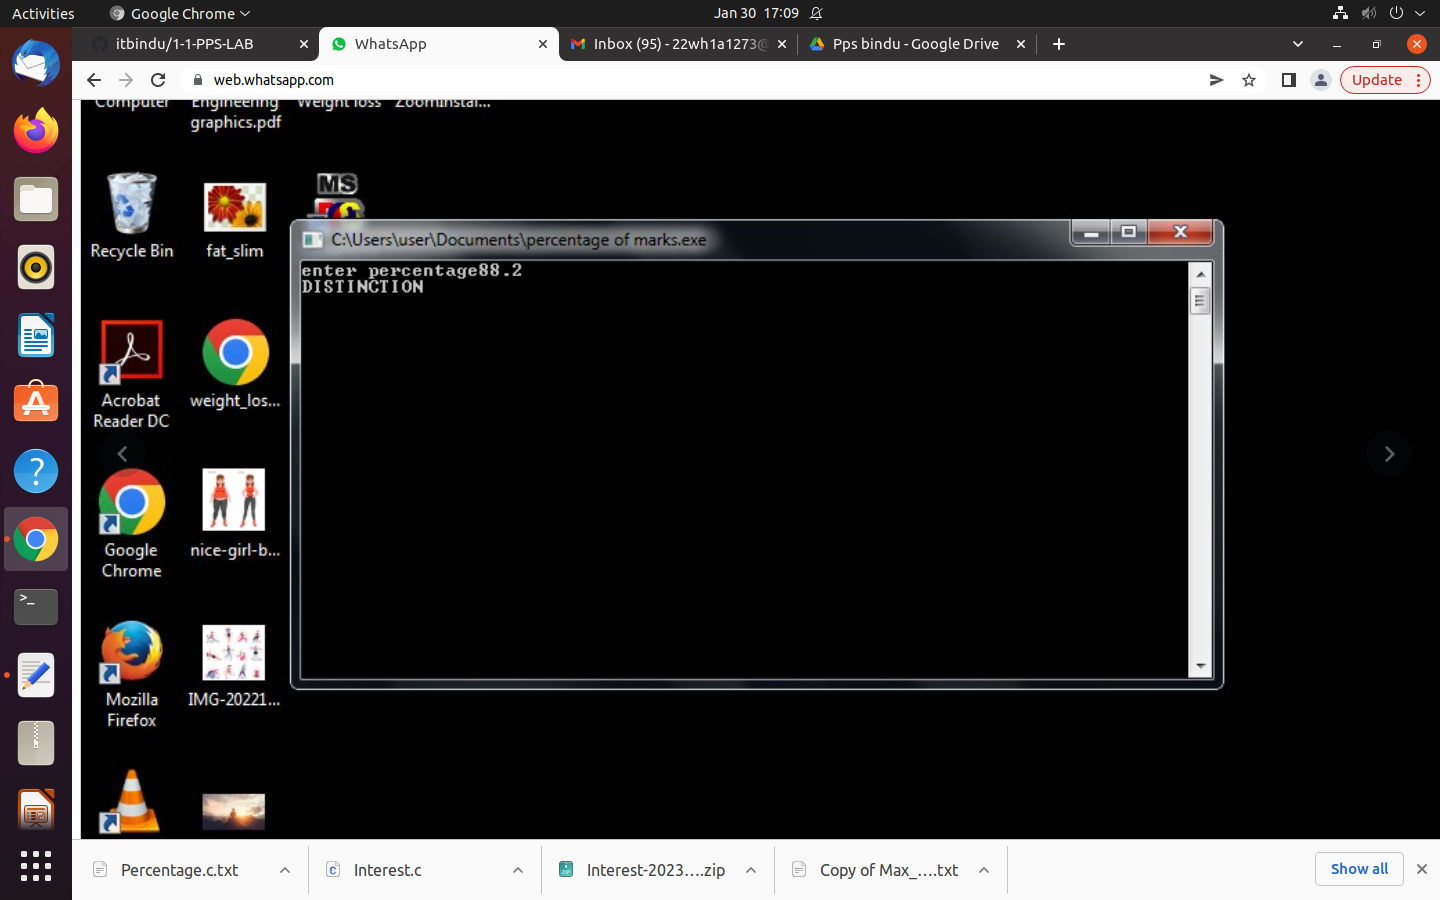 Activities
Google Chrome
Jan 30 17:09
itbindu/1-1-PPS-LAB
WhatsApp
Inbox (95) - 22wh1a1273@
Pps bindu - Google Drive
web.whatsapp.com
Update
Computer
Engineering
graphics.pdf
Weight loss
ZoomInstal...
MS
Recycle Bin
fat_slim
C:\Users\user\Documents\percentage of marks.exe
enter percentage88.2
DISTINCTION
Acrobat
Reader DC
weight_los...
Google
Chrome
nice-girl-b...
Mozilla
Firefox
IMG-20221...
Percentage.c.txt
Interest.c
Interest-2023....zip
Copy of Max_....txt
Show all